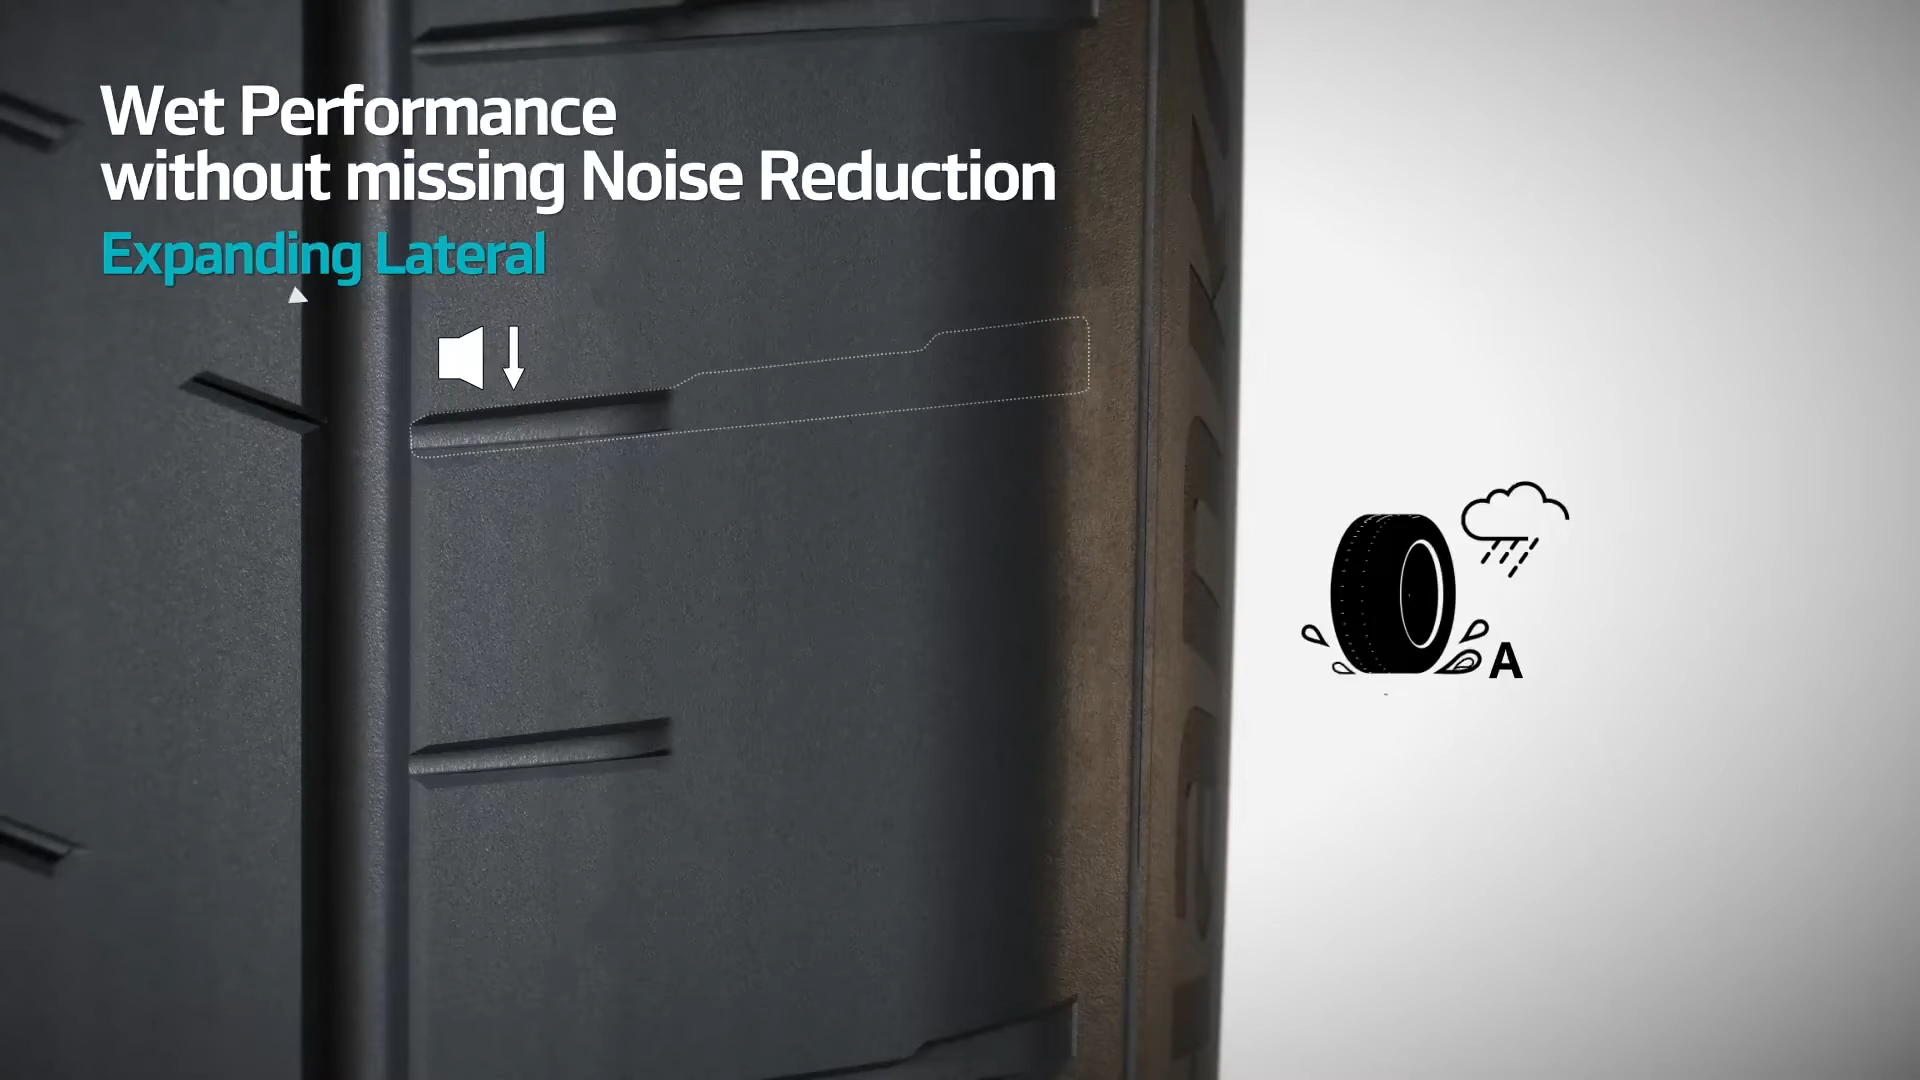 Wet Performance
without missing Noise Reduction
Expanding Lateral
A